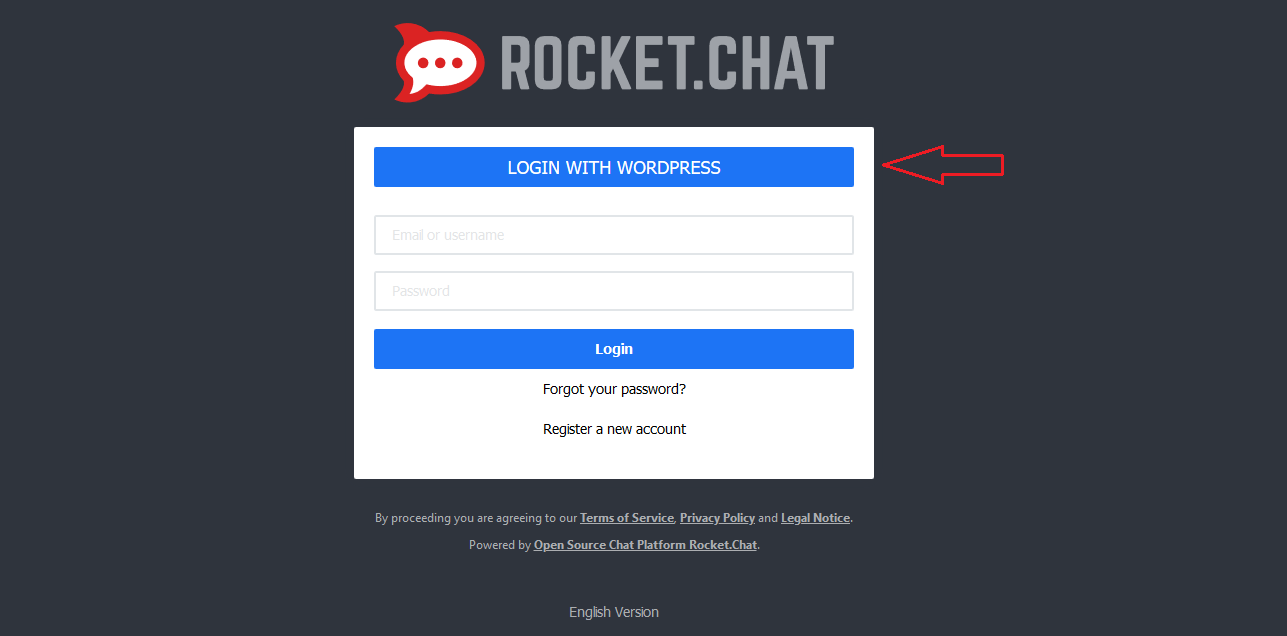 ROCKET.CHAT
LOGIN WITH WORDPRESS
Email or username
Password
Login
Forgot your password?
Register a new account
By proceeding you are agreeing to our Terms of Service, Privacy Policy and Legal Notice.
Powered by Open Source Chat Platform Rocket.Chat.
English Version